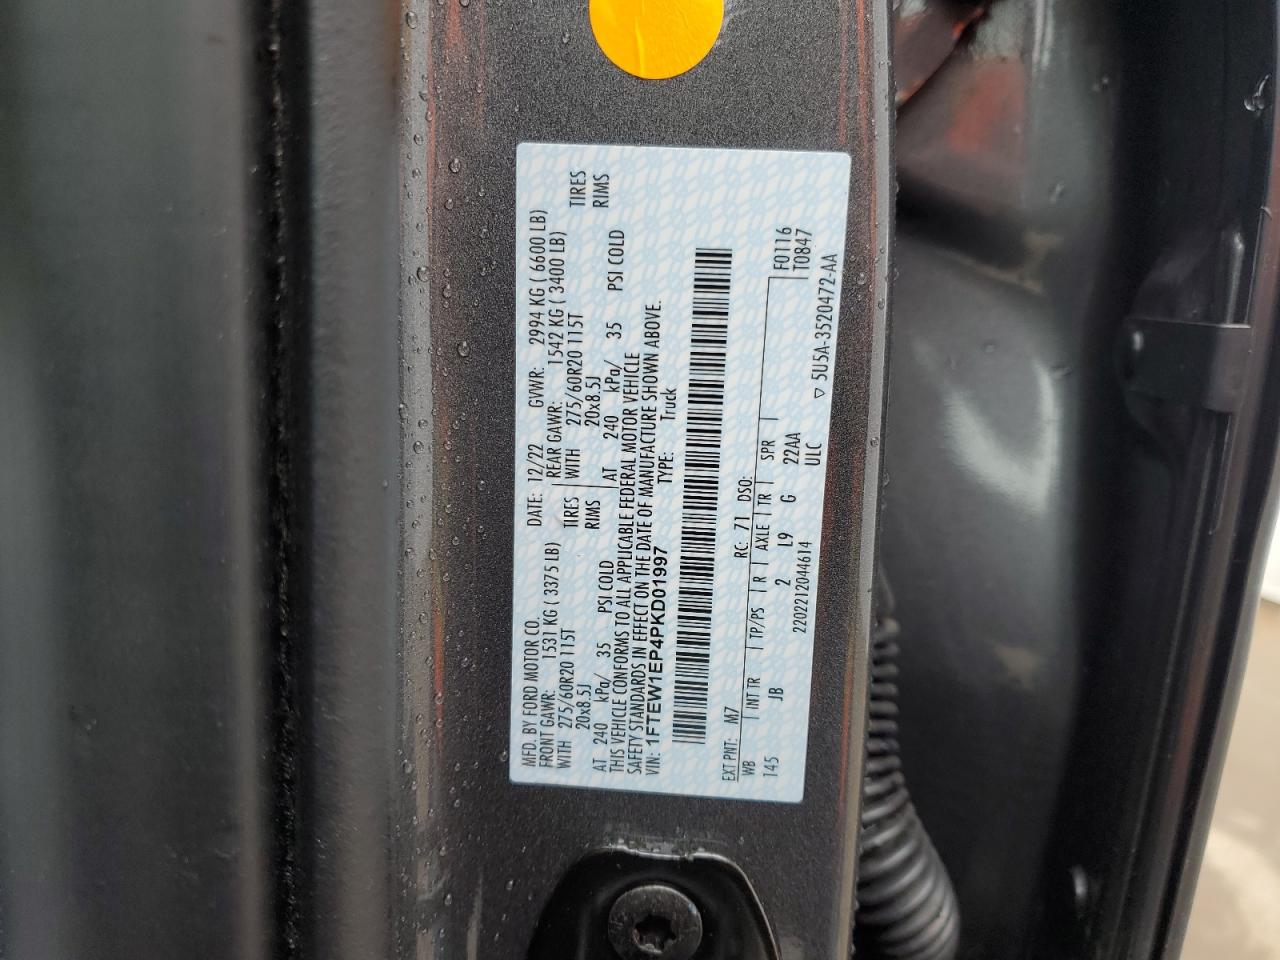 MFD. BY FORD MOTOR CO.
DATE: 12/22 GVWR: 2994 KG ( 6600 LB)
FRONT GAWR: 1531 KG ( 3375 LB) REAR GAWR: 1542 KG ( 3400 LB)
WITH 275/60R20 115T TIRES WITH 275/60R20 115T TIRES
20x8.5J RIMS 20x8.5J RIMS
AT 240 kPa/ 35 PSI COLD AT 240 kPa/ 35 PSI COLD
THIS VEHICLE CONFORMS TO ALL APPLICABLE FEDERAL MOTOR VEHICLE
SAFETY STANDARDS IN EFFECT ON THE DATE OF MANUFACTURE SHOWN ABOVE.
VIN: 1FTEW1EP4PKD01997 TYPE: Truck
EXT PNT: M7 RC: 71 DSO:
WB INT TR TP/PS R AXLE TR SPR F0116
145 JB 2 L9 G 22AA T0847
2202212044614 ULC ▽ 5U5A-3520472-AA